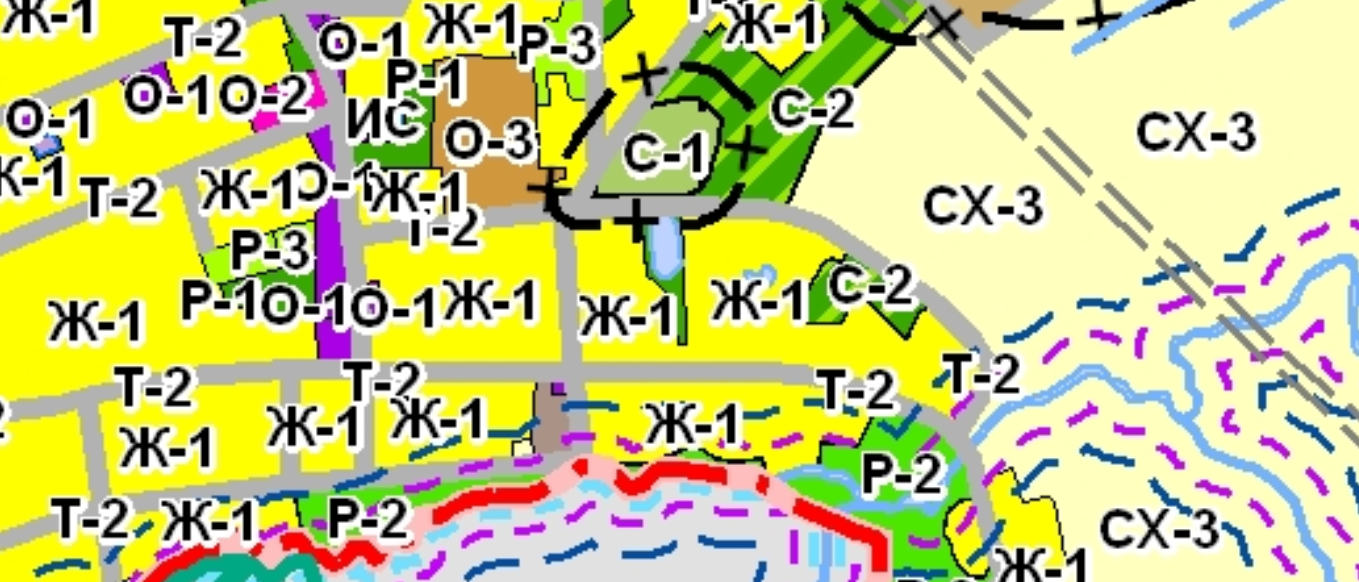 Ж-1
Т-2
О-1
Ж-1
Р-3
Ж-1
Р-1
О-1
О-2
О-1
ИС
О-3
С-1
С-2
СХ-3
Ж-1
Т-2
Ж-1
О-1
Ж-1
Т-2
СХ-3
Р-3
Р-1
О-1
О-1
Ж-1
Ж-1
Ж-1
С-2
Ж-1
Т-2
Т-2
Т-2
Т-2
Ж-1
Ж-1
Ж-1
Ж-1
Р-2
Т-2
Ж-1
Р-2
СХ-3
Ж-1